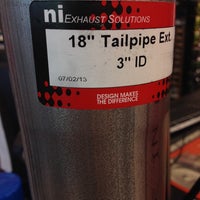 ni EXHAUST SOLUTIONS
18" Tailpipe Ext.
3" ID
07/02/13
DESIGN MAKES
THE DIFFERENCE